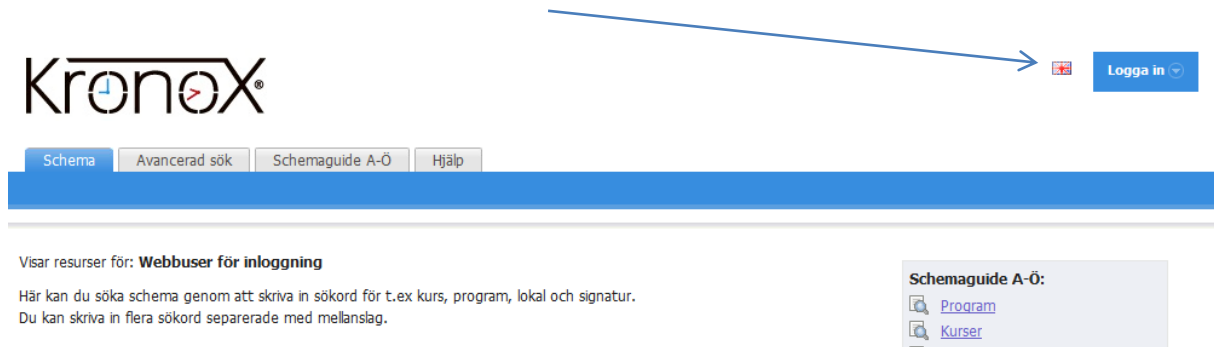 KronoX®
Logga in
Schema Avancerad sök Schemaguide A-Ö Hjälp
Visar resurser för: Webbuser för inloggning
Här kan du söka schema genom att skriva in sökord för t.ex kurs, program, lokal och signatur.
Du kan skriva in flera sökord separerade med mellanslag.
Schemaguide A-Ö:
Program
Kurser